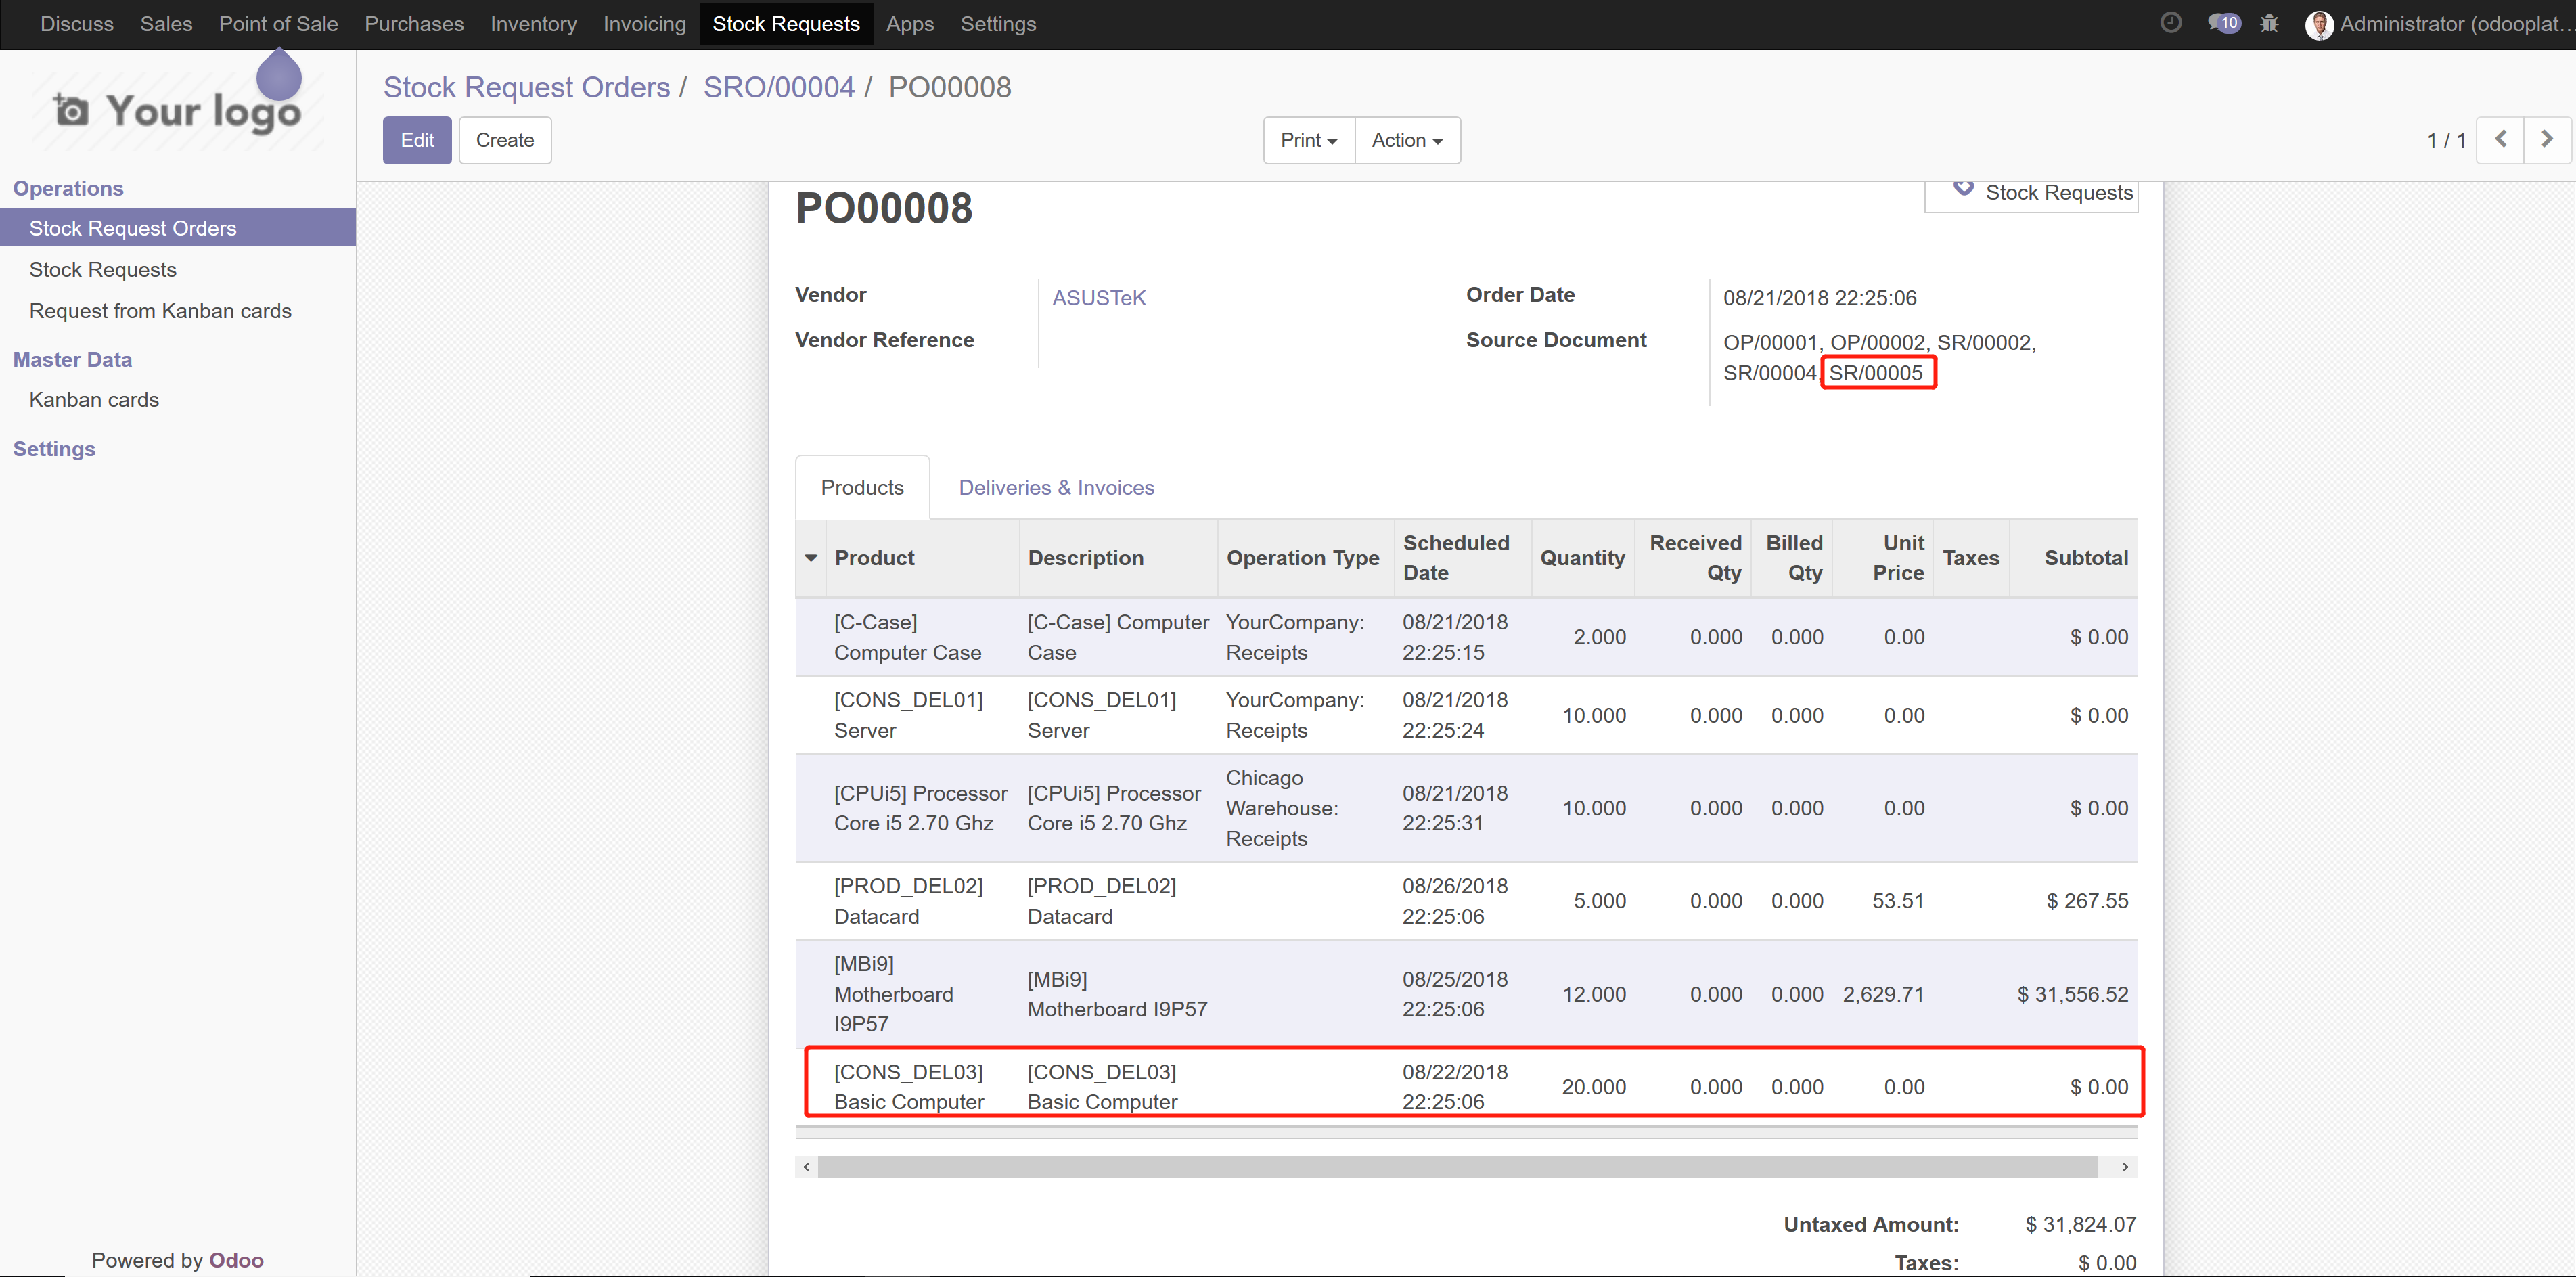 Discuss Sales Point of Sale Purchases Inventory Invoicing Stock Requests Apps Settings 10 Administrator (odooplat...
Your logo
Stock Request Orders / SRO/00004 / PO00008
Edit Create Print Action 1 / 1
Operations
Stock Request Orders
Stock Requests
Request from Kanban cards
Master Data
Kanban cards
Settings
Powered by Odoo
PO00008
Stock Requests
Vendor ASUSTeK
Vendor Reference
Order Date 08/21/2018 22:25:06
Source Document OP/00001, OP/00002, SR/00002,
SR/00004, SR/00005
Products Deliveries & Invoices
Product Description Operation Type Scheduled Date Quantity Received Qty Billed Qty Unit Price Taxes Subtotal
[C-Case] [C-Case] Computer YourCompany: 08/21/2018 2.000 0.000 0.000 0.00 $ 0.00
Computer Case Case Receipts 22:25:15
[CONS_DEL01] [CONS_DEL01] YourCompany: 08/21/2018 10.000 0.000 0.000 0.00 $ 0.00
Server Server Receipts 22:25:24
[CPUi5] Processor [CPUi5] Processor Chicago Warehouse: 08/21/2018 10.000 0.000 0.000 0.00 $ 0.00
Core i5 2.70 Ghz Core i5 2.70 Ghz Receipts 22:25:31
[PROD_DEL02] [PROD_DEL02] 08/26/2018 5.000 0.000 0.000 53.51 $ 267.55
Datacard Datacard 22:25:06
[MBi9] [MBi9] 08/25/2018 12.000 0.000 0.000 2,629.71 $ 31,556.52
Motherboard I9P57 Motherboard I9P57 22:25:06
[CONS_DEL03] [CONS_DEL03] 08/22/2018 20.000 0.000 0.000 0.00 $ 0.00
Basic Computer Basic Computer 22:25:06
Untaxed Amount: $ 31,824.07
Taxes: $ 0.00